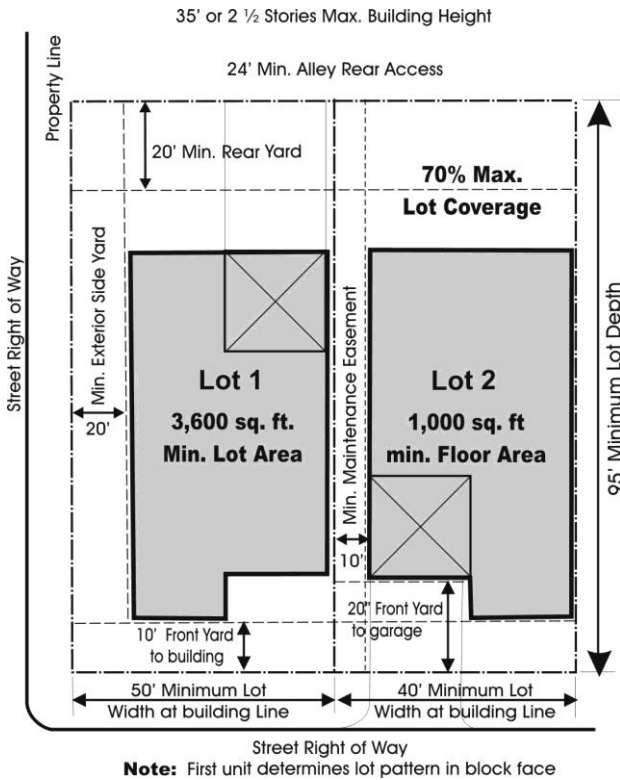 35' or 2 ½ Stories Max. Building Height
24' Min. Alley Rear Access
Property Line
20' Min. Rear Yard
70% Max.
Lot Coverage
Street Right of Way
Min. Exterior Side Yard
20'
Lot 1
3,600 sq. ft.
Min. Lot Area
Min. Maintenance Easement
10'
Lot 2
1,000 sq. ft
min. Floor Area
95' Minimum Lot Depth
10' Front Yard
to building
20" Front Yard
to garage
50' Minimum Lot
Width at building Line
40' Minimum Lot
Width at building Line
Street Right of Way
Note: First unit determines lot pattern in block face